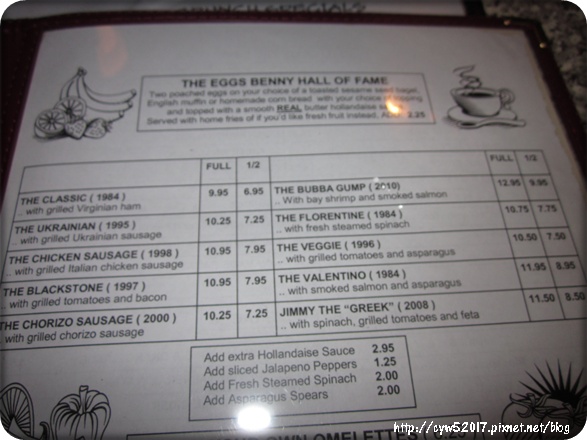 BRUNCH SPECIALS
THE EGGS BENNY HALL OF FAME
Two poached eggs on your choice of a toasted sesame seed bagel,
English muffin or homemade corn bread with your choice of topping
and topped with a smooth REAL butter hollandaise
Served with home fries of if you'd like fresh fruit instead, 2.25
FULL 1/2
THE CLASSIC ( 1984 ) 9.95 6.95
.. with grilled Virginian ham
THE UKRAINIAN ( 1995 ) 10.25 7.25
.. with grilled Ukrainian sausage
THE CHICKEN SAUSAGE ( 1998 ) 10.95 7.95
.. with grilled Italian chicken sausage
THE BLACKSTONE ( 1997 ) 10.95 7.95
.. with grilled tomatoes and bacon
THE CHORIZO SAUSAGE ( 2000 ) 10.25 7.25
.. with grilled chorizo sausage
FULL 1/2
THE BUBBA GUMP ( 2010) 12.95 9.95
.. With bay shrimp and smoked salmon
THE FLORENTINE ( 1984 ) 10.75 7.75
.. with fresh steamed spinach
THE VEGGIE ( 1996 ) 10.50 7.50
.. with grilled tomatoes and asparagus
THE VALENTINO ( 1984 ) 11.95 8.95
.. with smoked salmon and asparagus
JIMMY THE "GREEK" ( 2008 ) 11.50 8.50
.. with spinach, grilled tomatoes and feta
Add extra Hollandaise Sauce 2.95
Add sliced Jalapeno Peppers 1.25
Add Fresh Steamed Spinach 2.00
Add Asparagus Spears 2.00
http://cyw52017.pixnet.net/blog